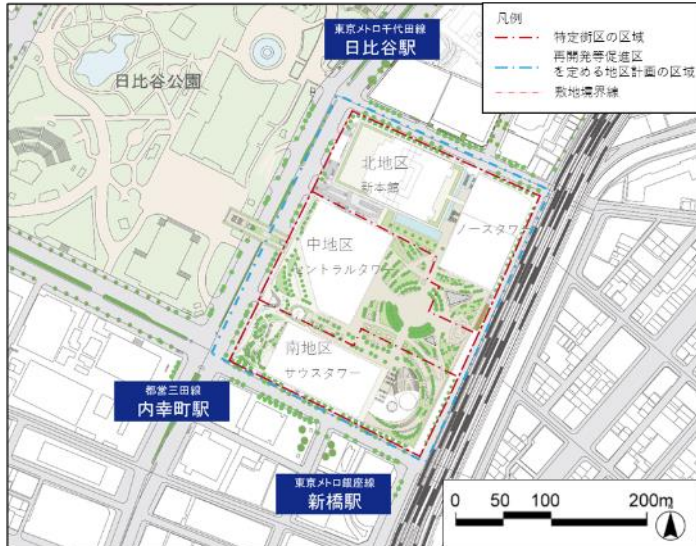 東京メトロ千代田線
日比谷駅
凡例
特定街区の区域
再開発等促進区
を定める地区計画の区域
敷地境界線
日比谷公園
北地区
新本館
ノースタワー
中地区
セントラルタワー
南地区
サウスタワー
都営三田線
内幸町駅
東京メトロ銀座線
新橋駅
0 50 100 200m